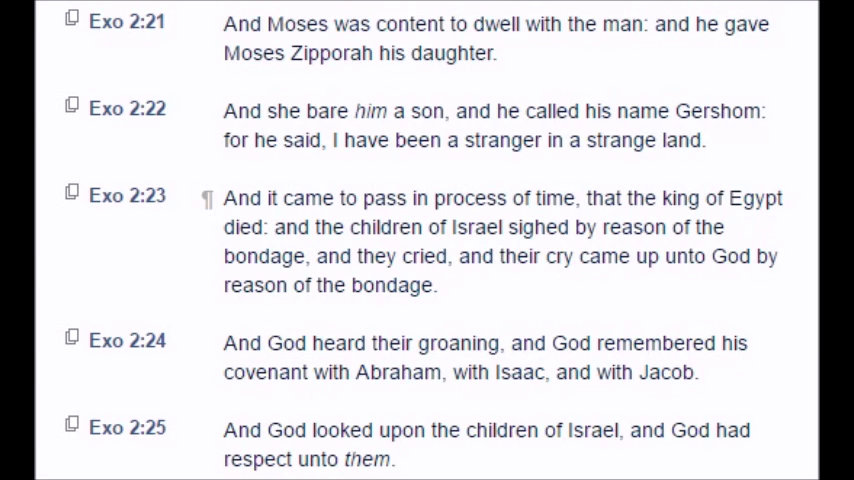 Exo 2:21 And Moses was content to dwell with the man: and he gave
Moses Zipporah his daughter.
Exo 2:22 And she bare him a son, and he called his name Gershom:
for he said, I have been a stranger in a strange land.
Exo 2:23 ¶ And it came to pass in process of time, that the king of Egypt
died: and the children of Israel sighed by reason of the
bondage, and they cried, and their cry came up unto God by
reason of the bondage.
Exo 2:24 And God heard their groaning, and God remembered his
covenant with Abraham, with Isaac, and with Jacob.
Exo 2:25 And God looked upon the children of Israel, and God had
respect unto them.